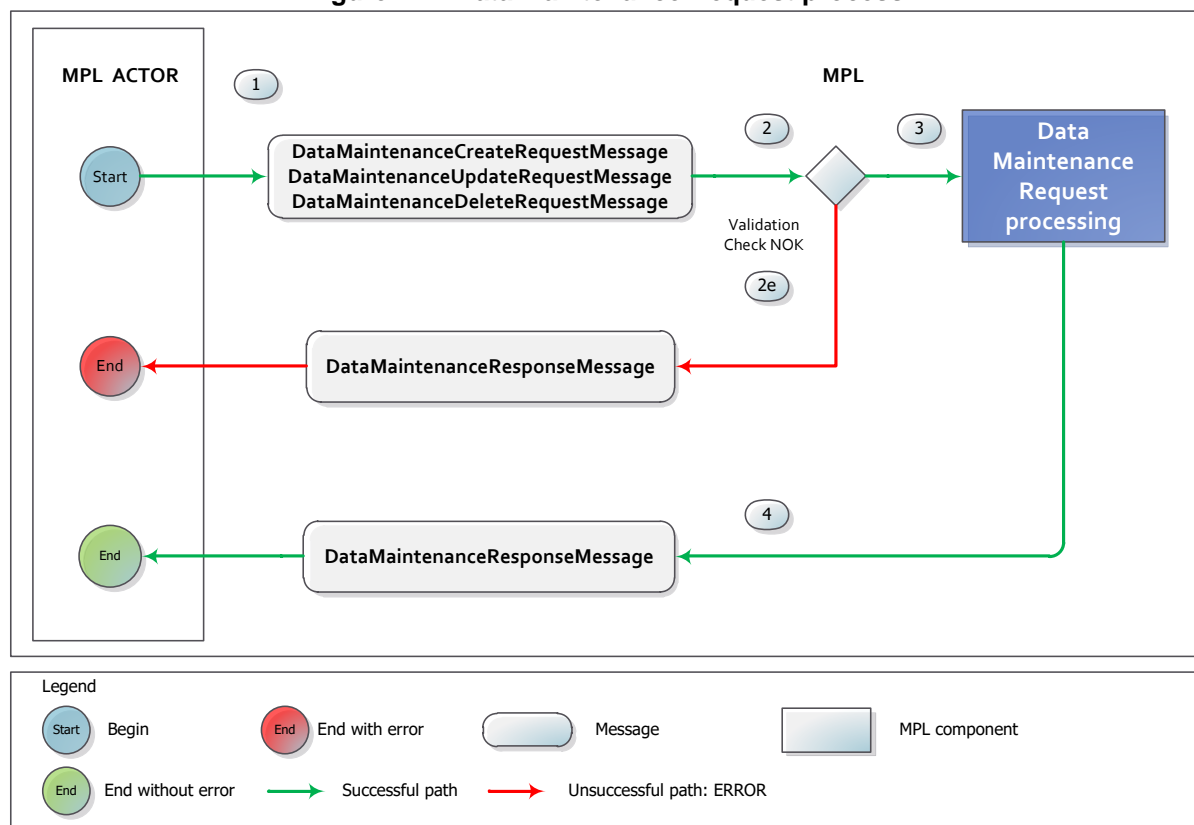 MPL ACTOR
1
MPL
2
3
Start
DataMaintenanceCreateRequestMessage
DataMaintenanceUpdateRequestMessage
DataMaintenanceDeleteRequestMessage
Data
Maintenance
Request
processing
Validation
Check NOK
2e
End
DataMaintenanceResponseMessage
4
End
DataMaintenanceResponseMessage
Legend
Start Begin
End End with error
Message
MPL component
End End without error
Successful path
Unsuccessful path: ERROR